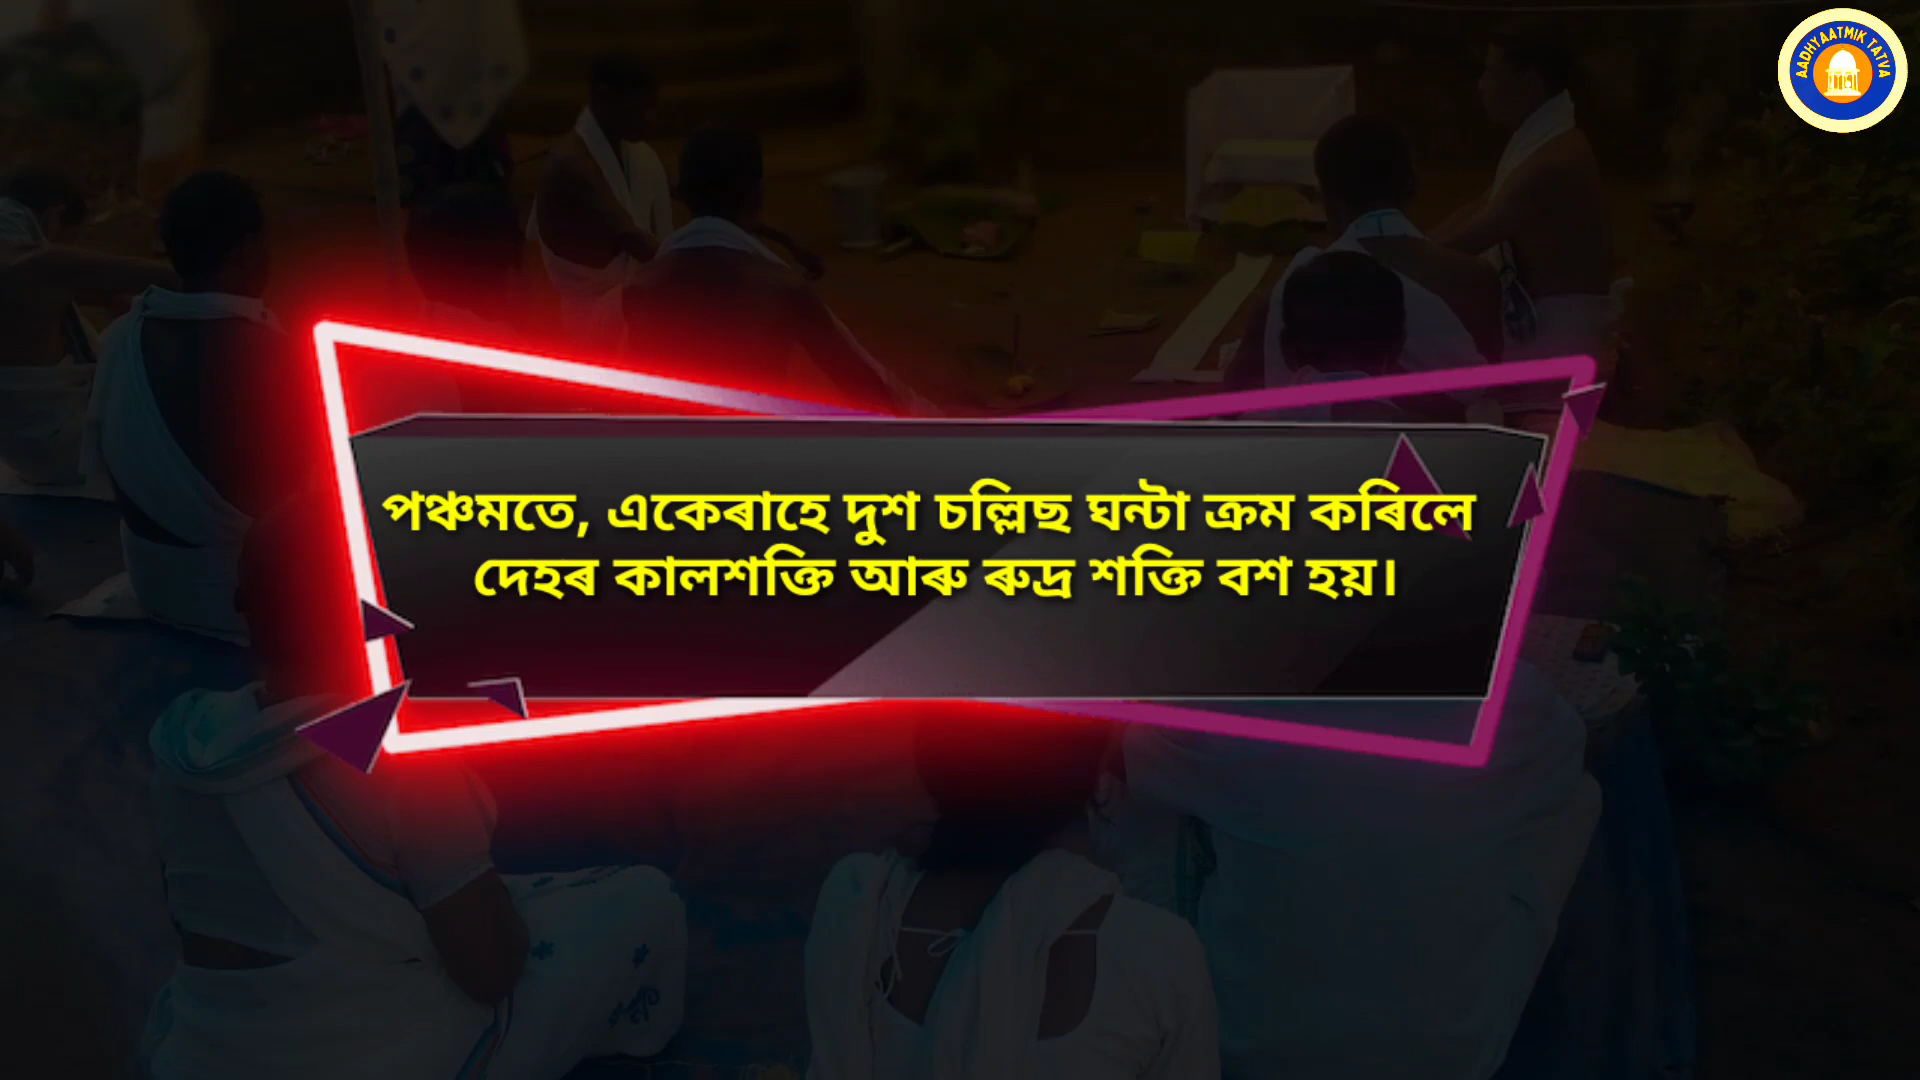 AADHYAATMIK TATVA
পঞ্চমতে, একেৰাহে দুশ চল্লিছ ঘন্টা ক্ৰম কৰিলে
দেহৰ কালশক্তি আৰু ৰুদ্ৰ শক্তি বশ হয়।